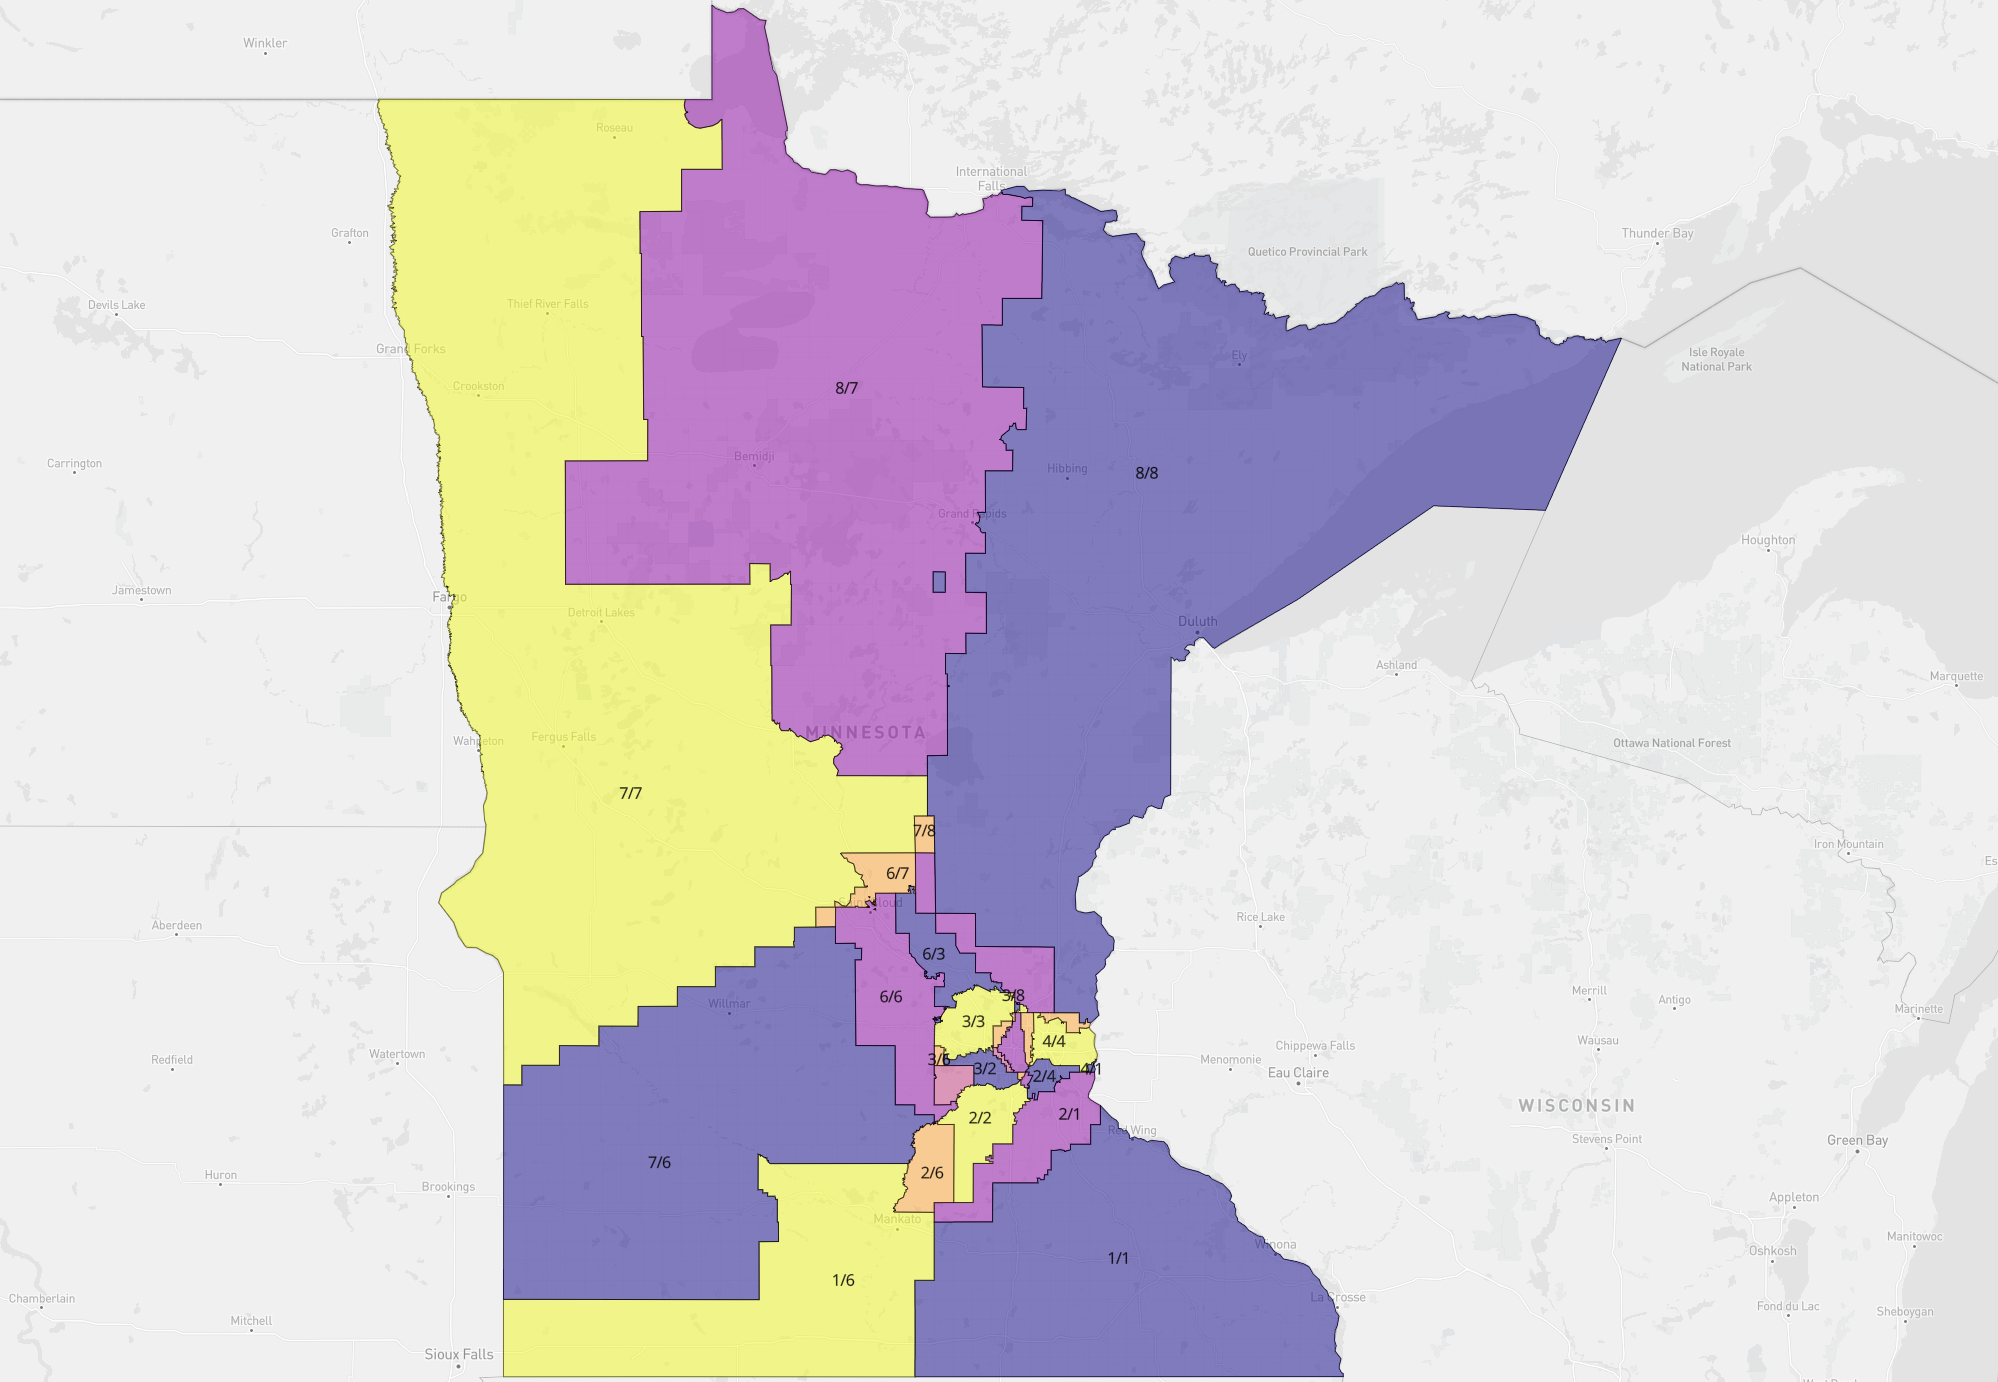 Winkler
Roseau
International
Falls
Grafton
Thunder Bay
Quetico Provincial Park
Devils Lake
Thief River Falls
Grand Forks
Isle Royale
National Park
Ely
Crookston
8/7
Carrington
Bemidji
Hibbing
8/8
Grand Rapids
Houghton
Jamestown
Fargo
Detroit Lakes
Duluth
Ashland
Marquette
MINNESOTA
Wahpeton
Fergus Falls
Ottawa National Forest
7/7
7/8
Iron Mountain
Es
6/7
Saint Cloud
Aberdeen
Rice Lake
6/3
Merrill
Antigo
Willmar
6/6
3/8
Marinette
3/3
4/4
Redfield
Watertown
3/6
Menomonie
Chippewa Falls
Wausau
3/2
2/4
4/1
Eau Claire
WISCONSIN
2/2
2/1
Red Wing
Stevens Point
Green Bay
7/6
2/6
Huron
Brookings
Appleton
Mankato
Manitowoc
Winona
Oshkosh
1/6
1/1
Chamberlain
La Crosse
Fond du Lac
Sheboygan
Mitchell
Sioux Falls